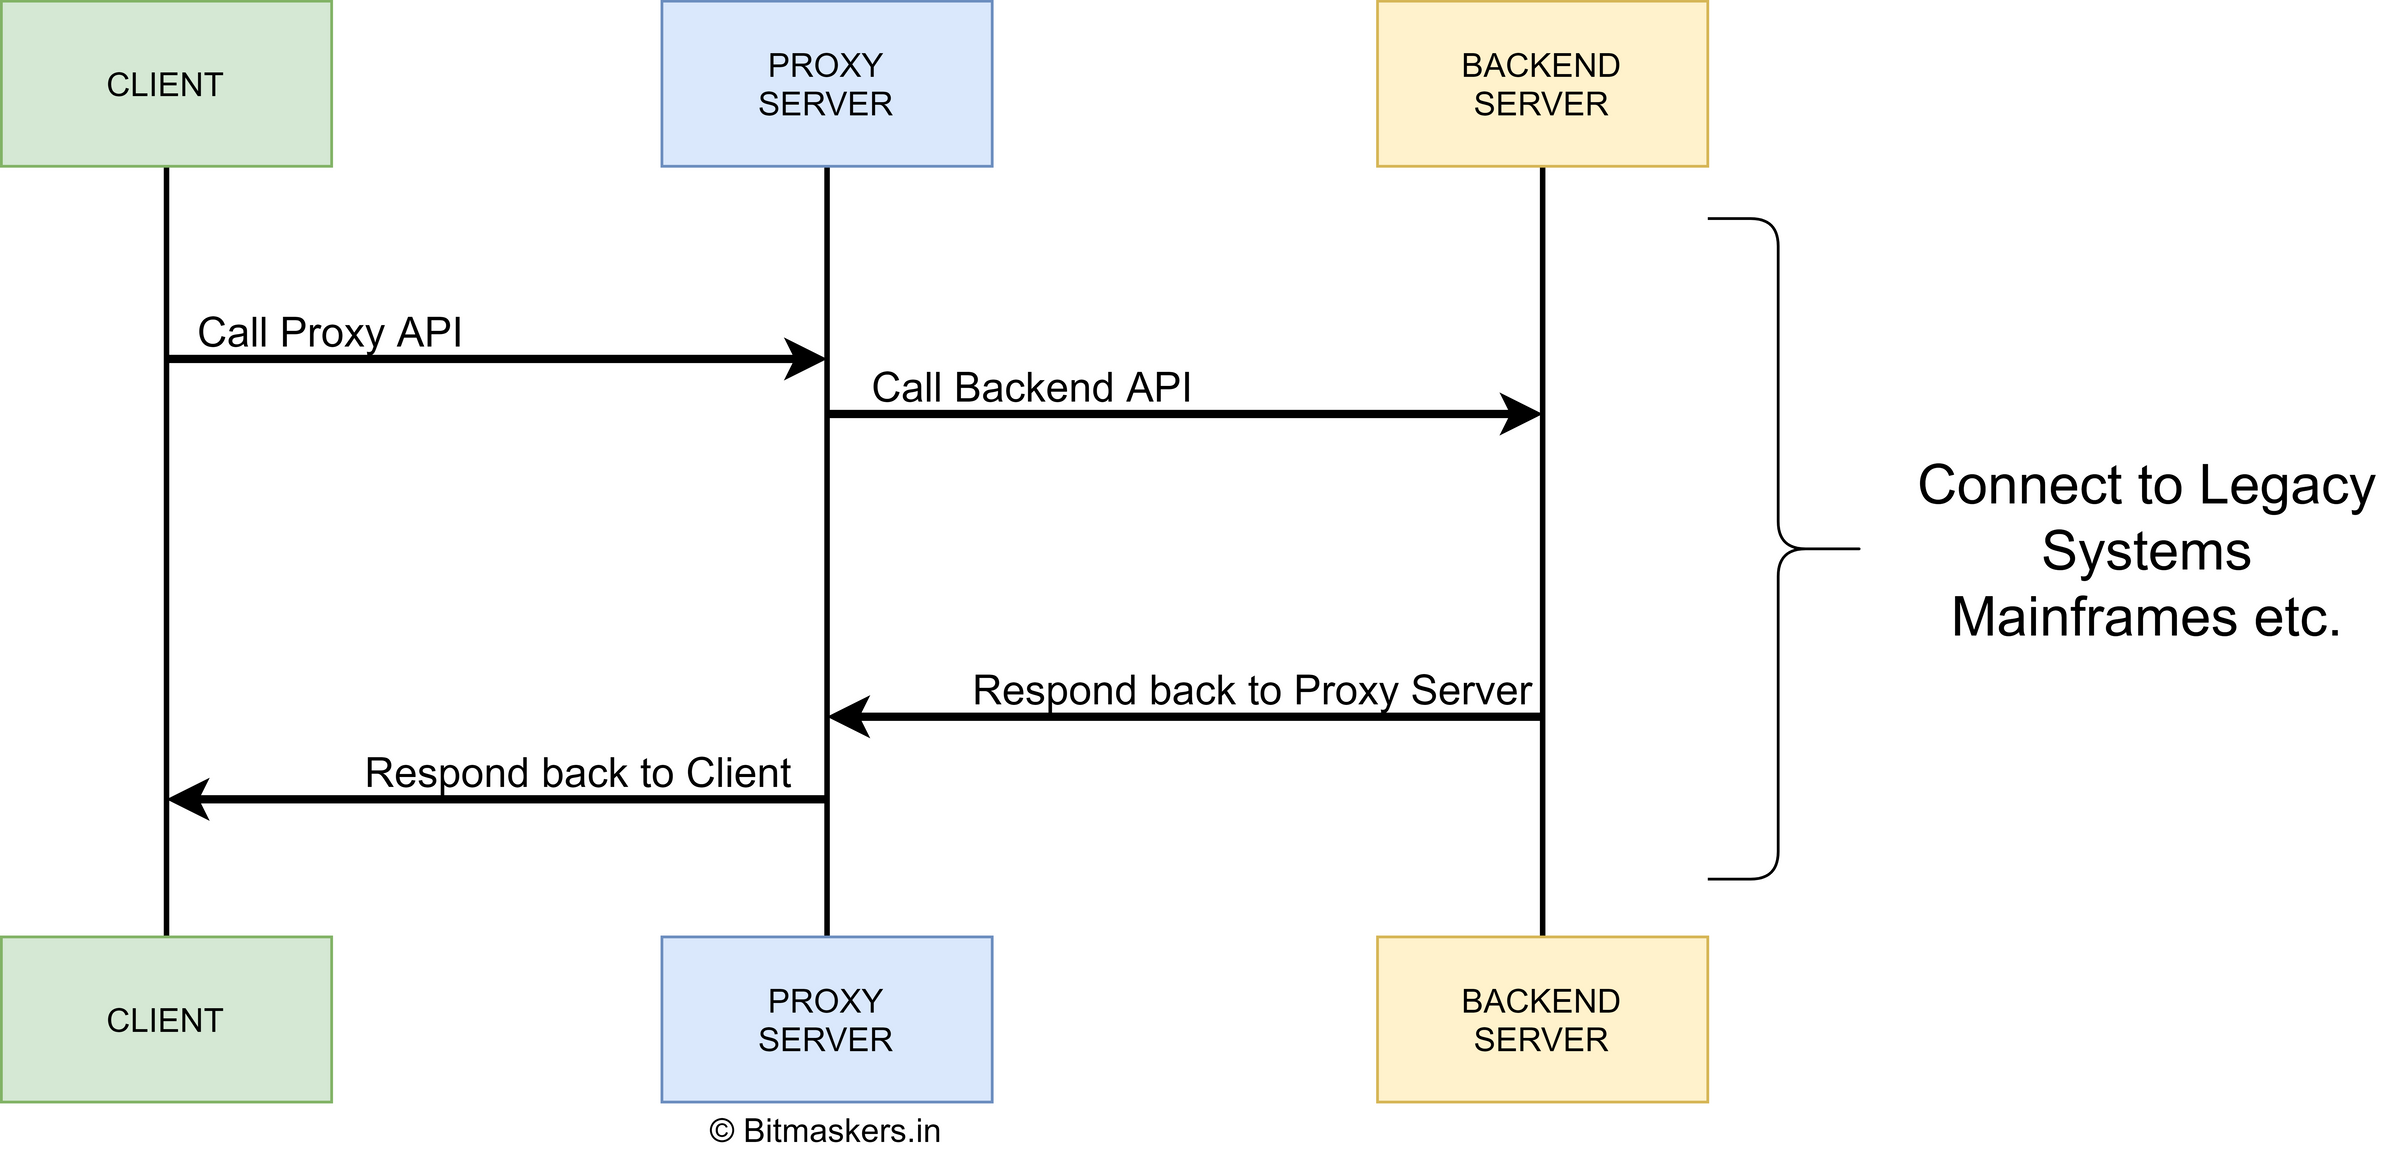 CLIENT
PROXY
SERVER
BACKEND
SERVER
Call Proxy API
Call Backend API
Connect to Legacy
Systems
Mainframes etc.
Respond back to Proxy Server
Respond back to Client
CLIENT
PROXY
SERVER
BACKEND
SERVER
© Bitmaskers.in